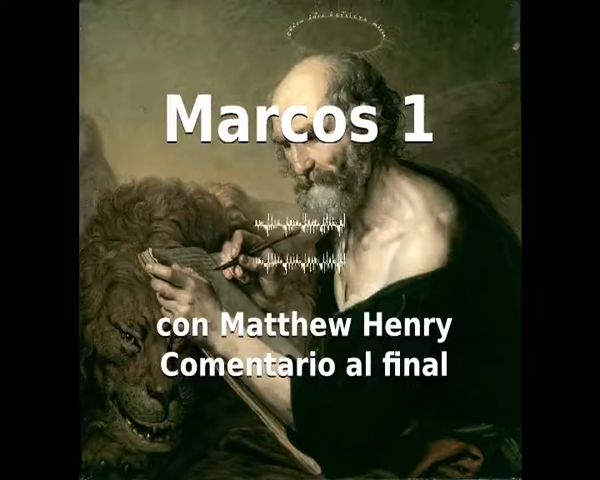 Marcos 1
con Matthew Henry
Comentario al final